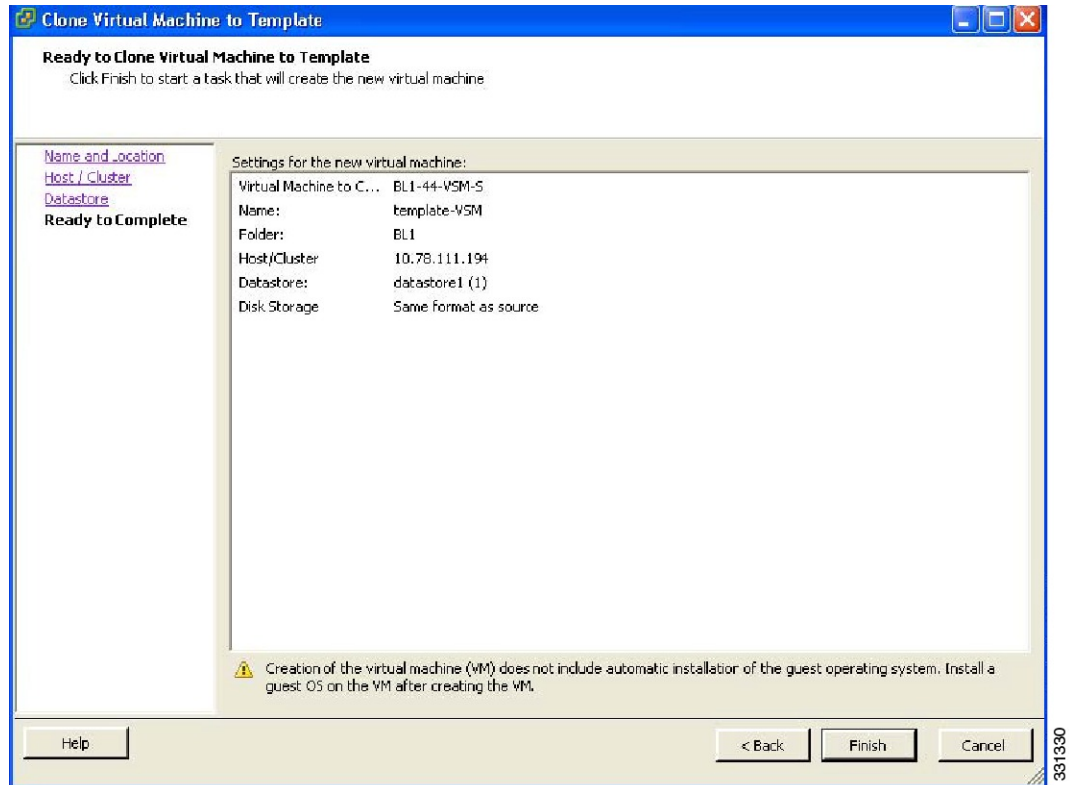 Clone Virtual Machine to Template
Ready to Clone Virtual Machine to Template
Click Finish to start a task that will create the new virtual machine
Name and Location
Host / Cluster
Datastore
Ready to Complete
Settings for the new virtual machine:
Virtual Machine to C... BL1-44-VSM-S
Name: template-VSM
Folder: BL1
Host/Cluster 10.78.111.194
Datastore: datastore1 (1)
Disk Storage Same format as source
Creation of the virtual machine (VM) does not include automatic installation of the guest operating system. Install a
guest OS on the VM after creating the VM.
Help
< Back
Finish
Cancel
331330